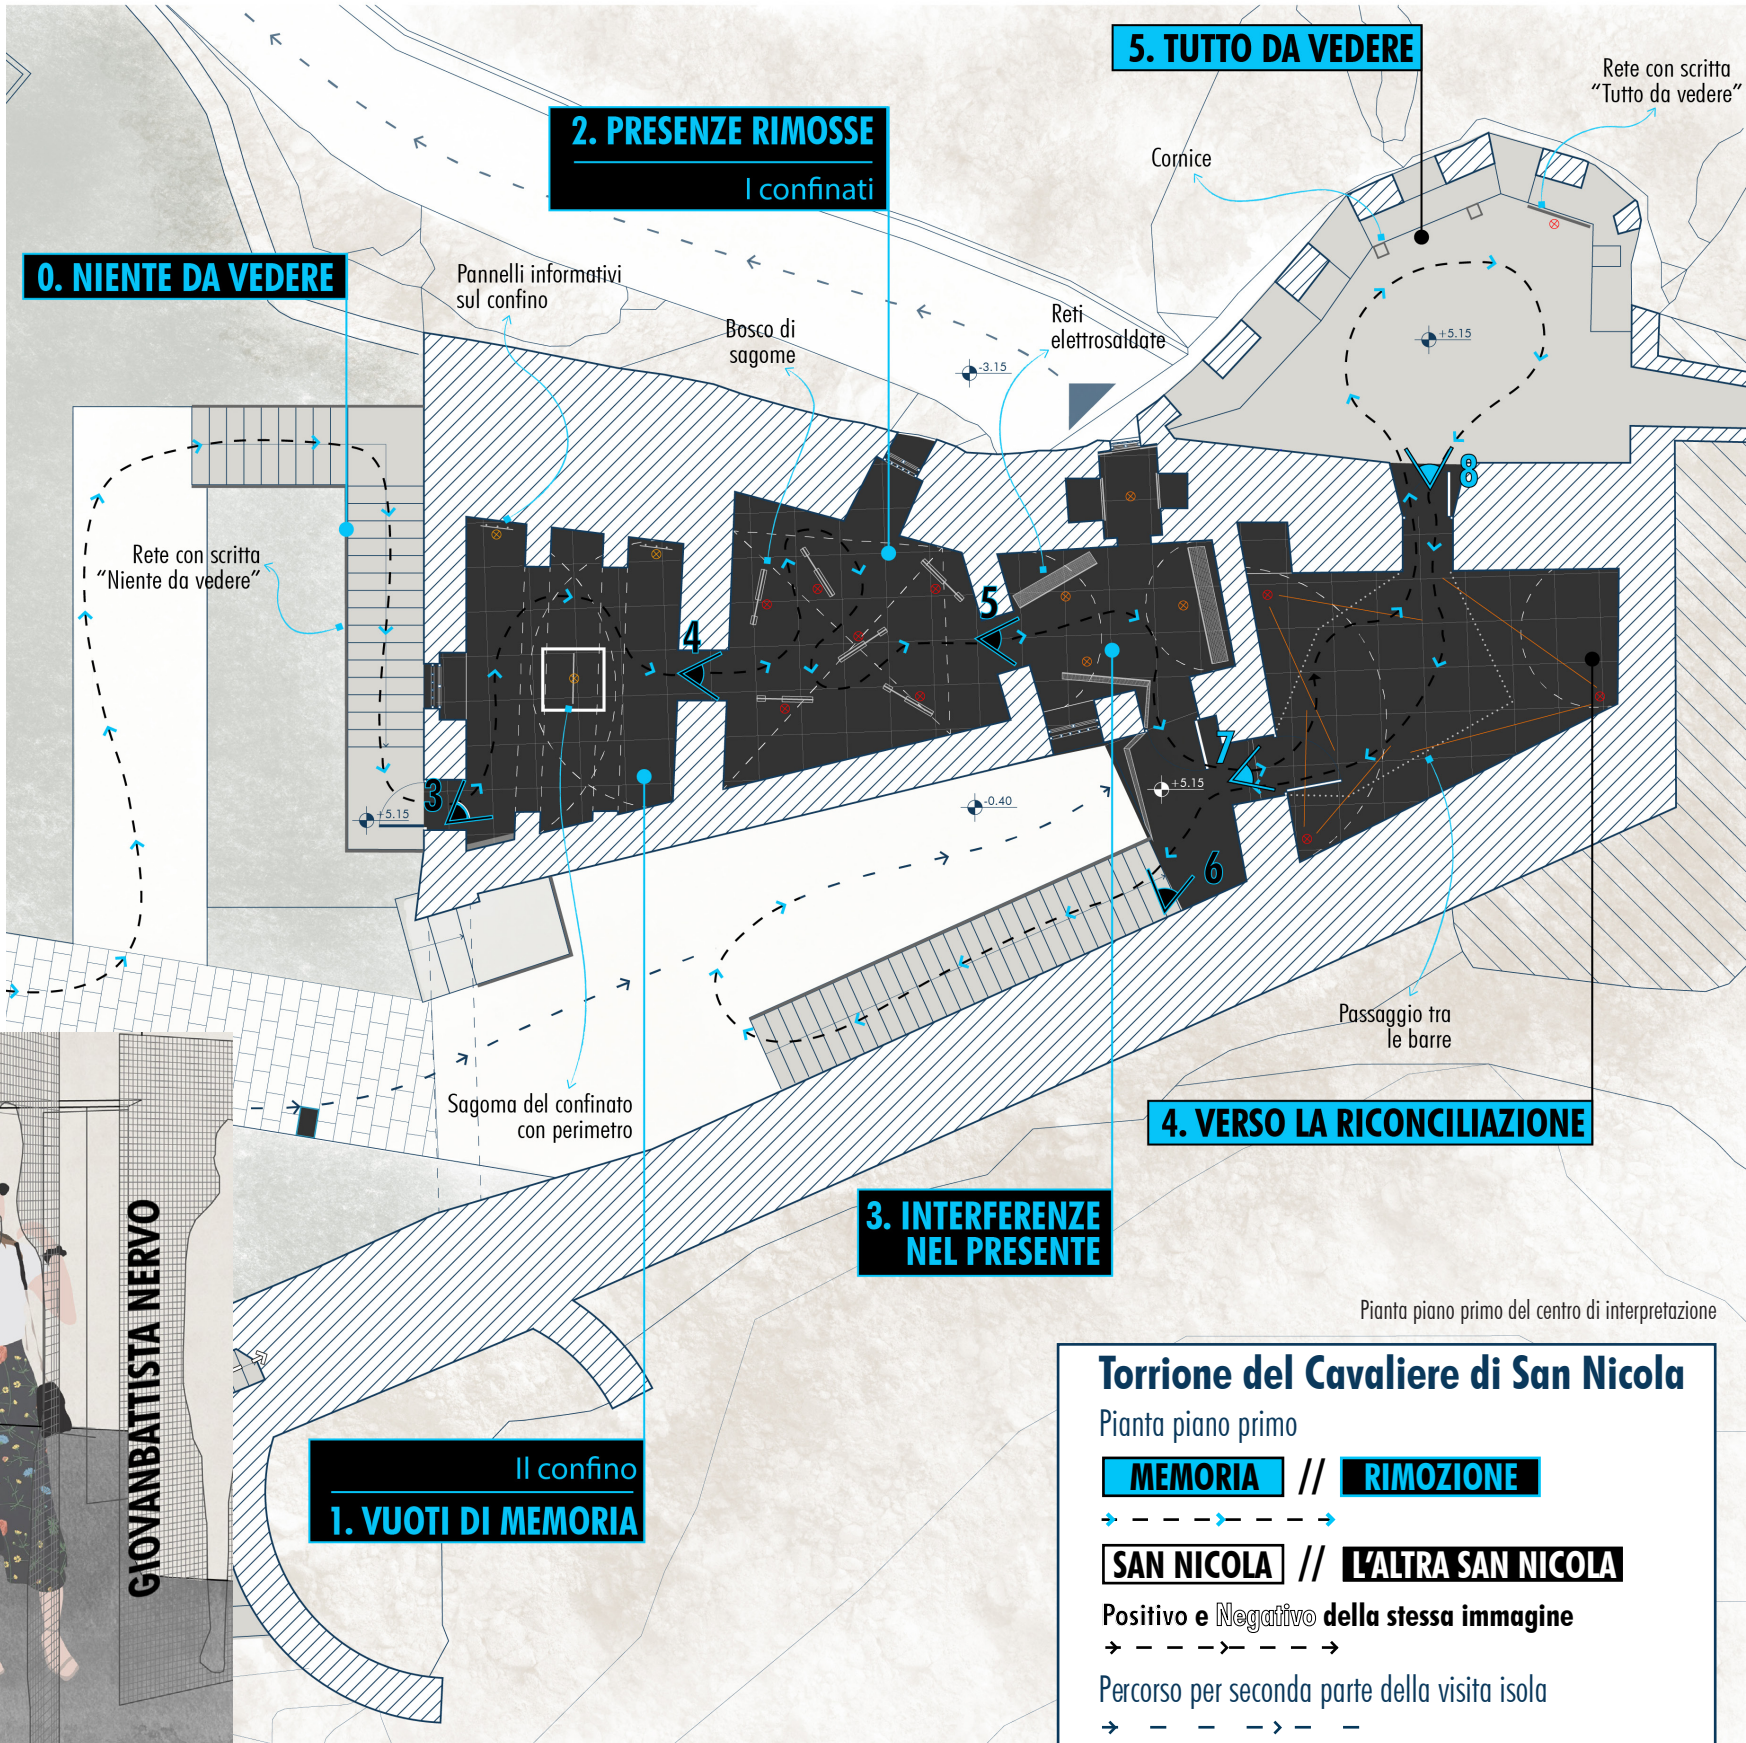 5. TUTTO DA VEDERE
Rete con scritta
“Tutto da vedere”
2. PRESENZE RIMOSSE
I confinati
Cornice
0. NIENTE DA VEDERE
Pannelli informativi
sul confino
Bosco di
sagome
Reti
elettrosaldate
-3.15
+5.15
8
Rete con scritta
“Niente da vedere”
5
4
7
3
+5.15
+5.15
-0.40
6
Passaggio tra
le barre
Sagoma del confinato
con perimetro
4. VERSO LA RICONCILIAZIONE
3. INTERFERENZE
NEL PRESENTE
GIOVANBATTISTA NERVO
Il confino
1. VUOTI DI MEMORIA
Pianta piano primo del centro di interpretazione
Torrione del Cavaliere di San Nicola
Pianta piano primo
MEMORIA // RIMOZIONE
SAN NICOLA // L'ALTRA SAN NICOLA
Positivo e Negativo della stessa immagine
Percorso per seconda parte della visita isola